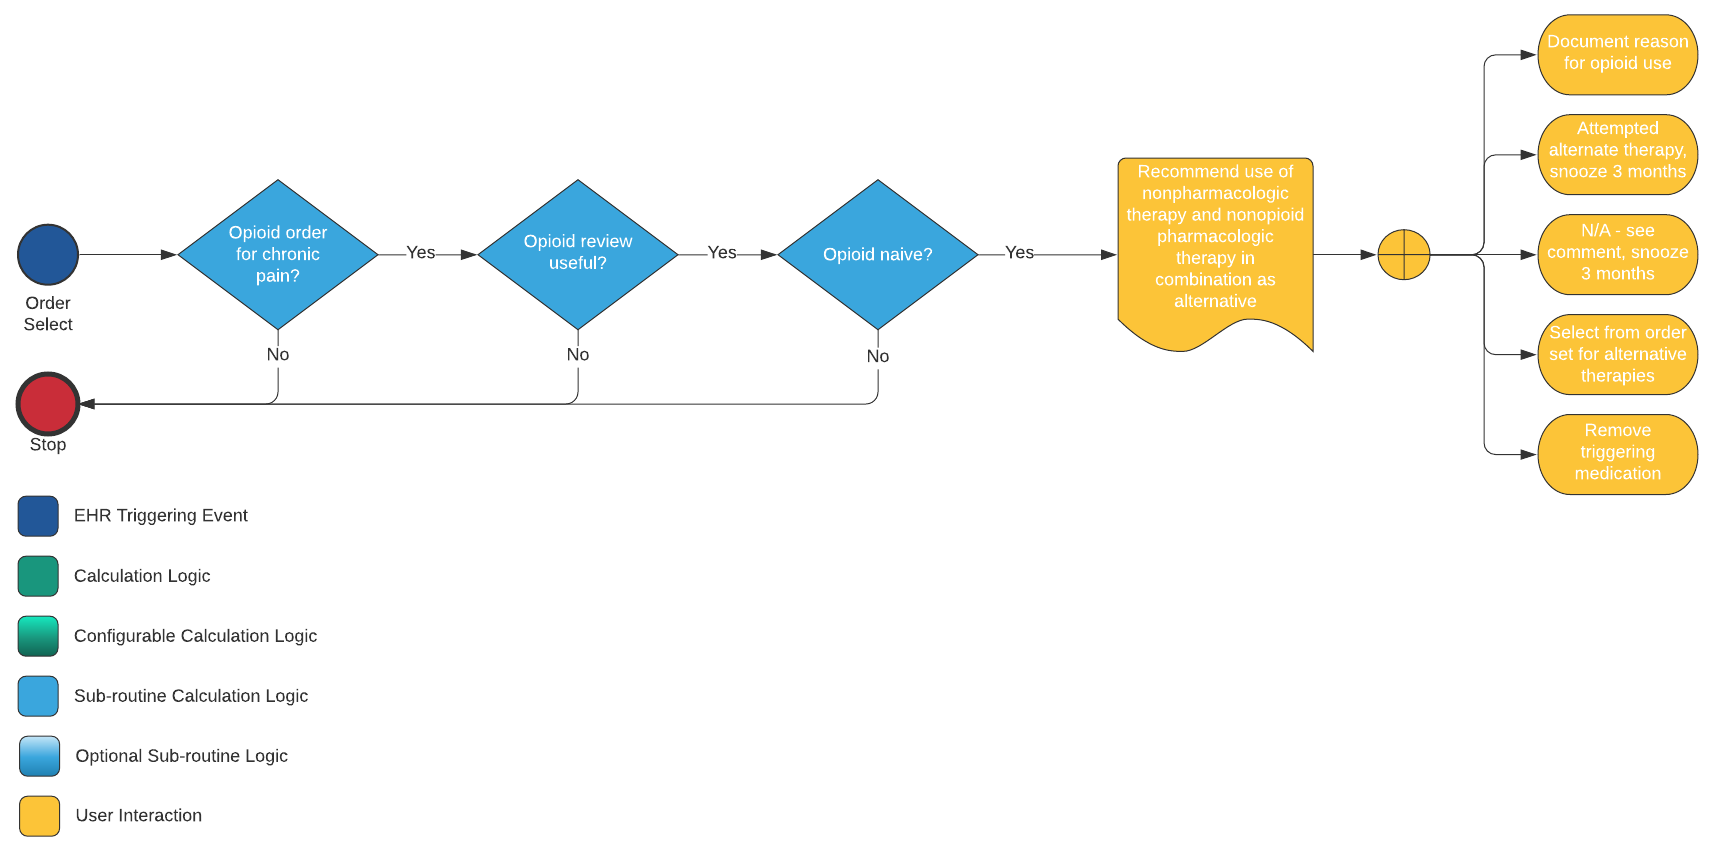 Order
Select
Opioid order
for chronic
pain?
Yes
No
Opioid review
useful?
Yes
No
Opioid naive?
Yes
No
Stop
Recommend use of
nonpharmacologic
therapy and nonopioid
pharmacologic
therapy in
combination as
alternative
Document reason
for opioid use
Attempted
alternate therapy,
snooze 3 months
N/A - see
comment, snooze
3 months
Select from order
set for alternative
therapies
Remove
triggering
medication
EHR Triggering Event
Calculation Logic
Configurable Calculation Logic
Sub-routine Calculation Logic
Optional Sub-routine Logic
User Interaction